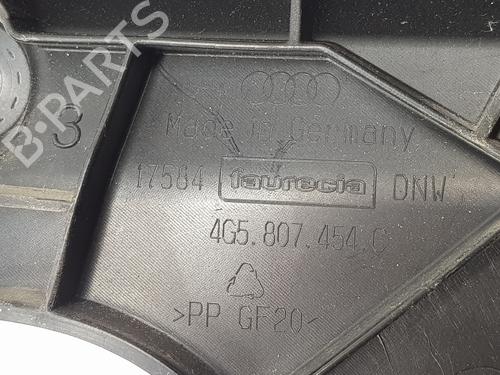 B-PARTS
3
Made in Germany
17584 faurecia DNW
4G5.807.454.C
>PP GF20<